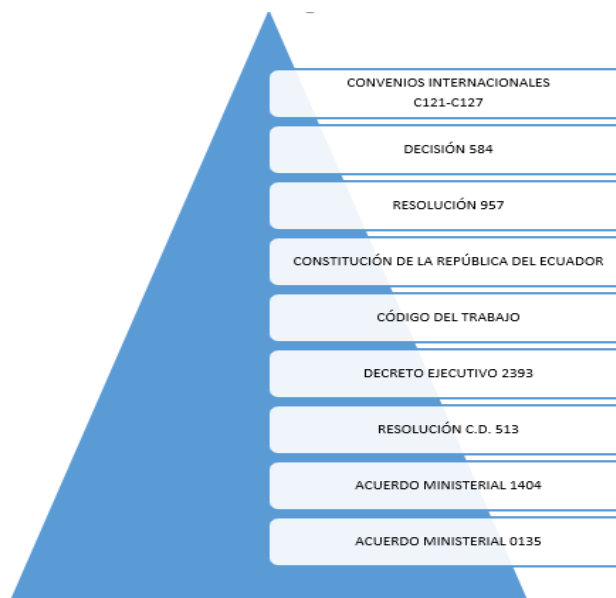 CONVENIOS INTERNACIONALES
C121-C127
DECISIÓN 584
RESOLUCIÓN 957
CONSTITUCIÓN DE LA REPÚBLICA DEL ECUADOR
CÓDIGO DEL TRABAJO
DECRETO EJECUTIVO 2393
RESOLUCIÓN C.D. 513
ACUERDO MINISTERIAL 1404
ACUERDO MINISTERIAL 0135